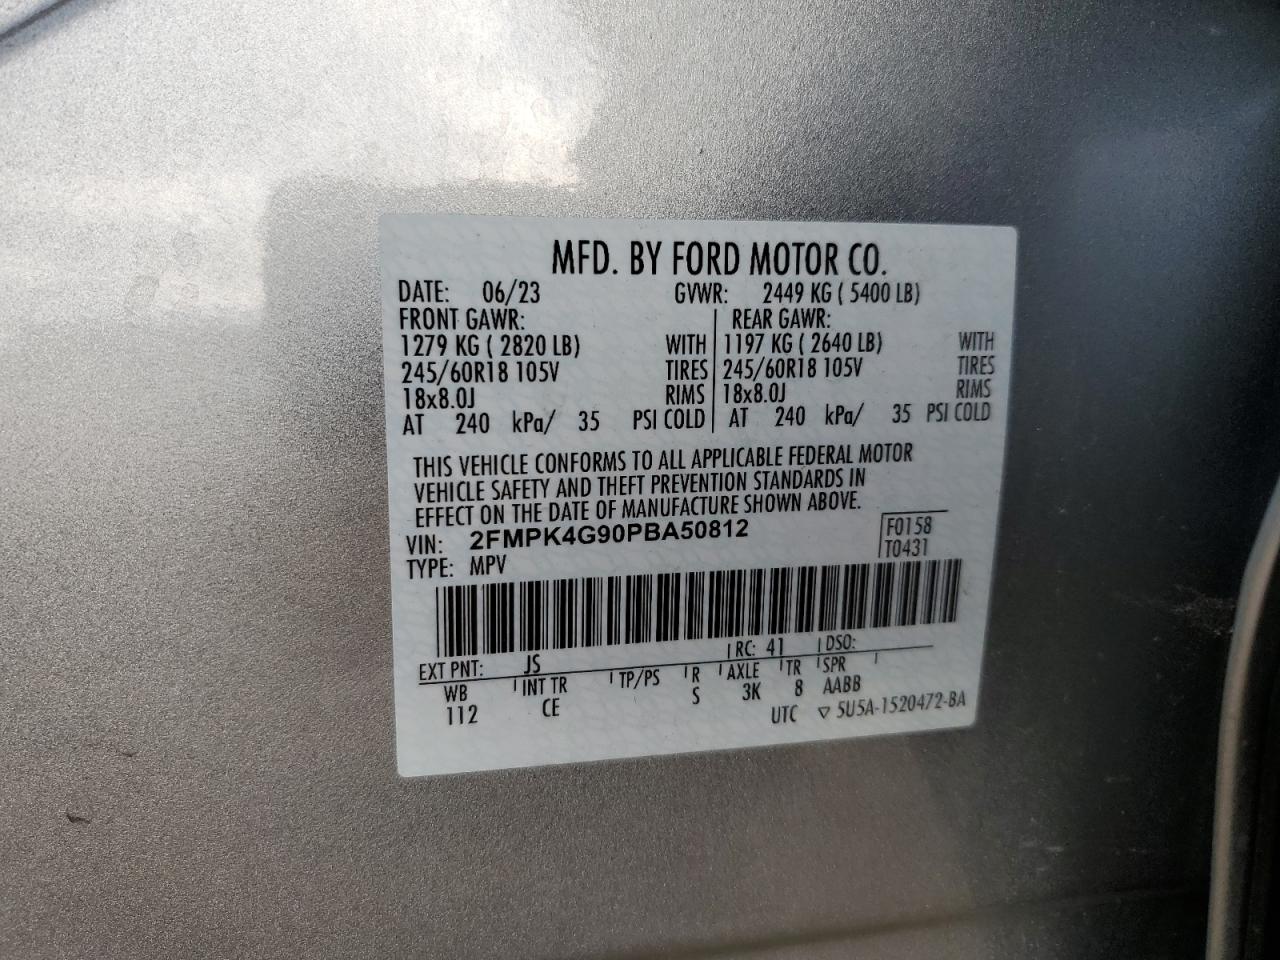 MFD. BY FORD MOTOR CO.
DATE: 06/23 GVWR: 2449 KG ( 5400 LB)
FRONT GAWR: REAR GAWR:
1279 KG ( 2820 LB) WITH 1197 KG ( 2640 LB) WITH
245/60R18 105V TIRES 245/60R18 105V TIRES
18x8.0J RIMS 18x8.0J RIMS
AT 240 kPa/ 35 PSI COLD AT 240 kPa/ 35 PSI COLD
THIS VEHICLE CONFORMS TO ALL APPLICABLE FEDERAL MOTOR
VEHICLE SAFETY AND THEFT PREVENTION STANDARDS IN
EFFECT ON THE DATE OF MANUFACTURE SHOWN ABOVE.
VIN: 2FMPK4G90PBA50812 F0158
TYPE: MPV T0431
EXT PNT: JS RC: 41 DSO:
WB INT TR TP/PS R AXLE TR SPR
112 CE S 3K 8 AABB
UTC ▽ 5U5A-1520472-BA